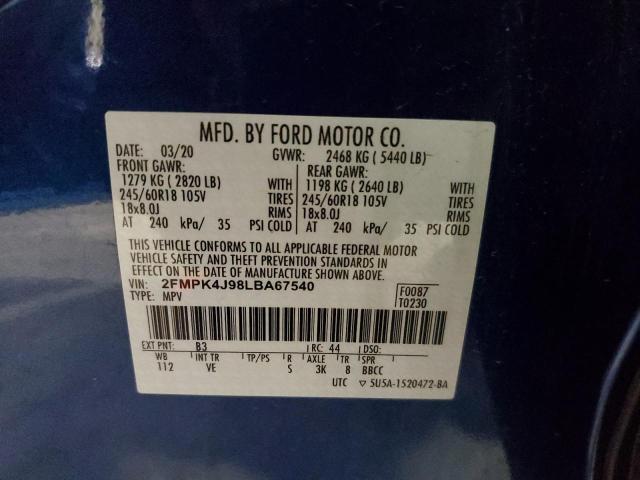 MFD. BY FORD MOTOR CO.
DATE: 03/20 GVWR: 2468 KG ( 5440 LB)
FRONT GAWR: REAR GAWR:
1279 KG ( 2820 LB) WITH 1198 KG ( 2640 LB) WITH
245/60R18 105V TIRES 245/60R18 105V TIRES
18x8.0J RIMS 18x8.0J RIMS
AT 240 kPa/ 35 PSI COLD AT 240 kPa/ 35 PSI COLD
THIS VEHICLE CONFORMS TO ALL APPLICABLE FEDERAL MOTOR
VEHICLE SAFETY AND THEFT PREVENTION STANDARDS IN
EFFECT ON THE DATE OF MANUFACTURE SHOWN ABOVE.
VIN: 2FMPK4J98LBA67540 F0087
TYPE: MPV T0230
EXT PNT: B3 RC: 44 DSO:
WB INT TR TP/PS R AXLE TR SPR
112 VE S 3K 8 BBCC
UTC ▽ 5U5A-1520472-BA